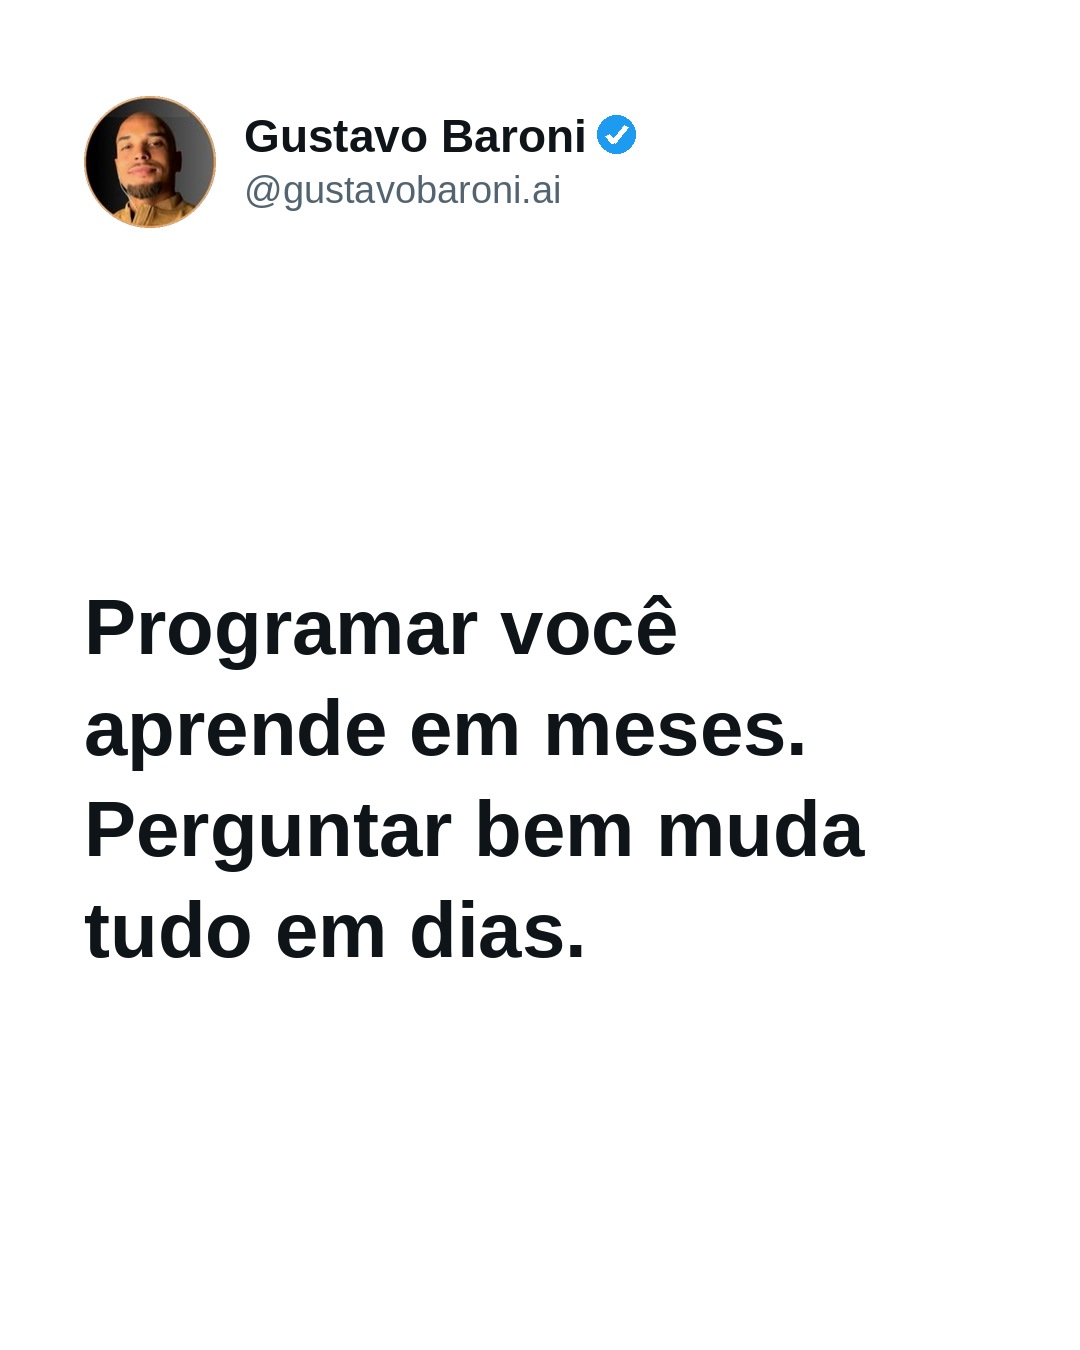 Gustavo Baroni
@gustavobaroni.ai
Programar você
aprende em meses.
Perguntar bem muda
tudo em dias.